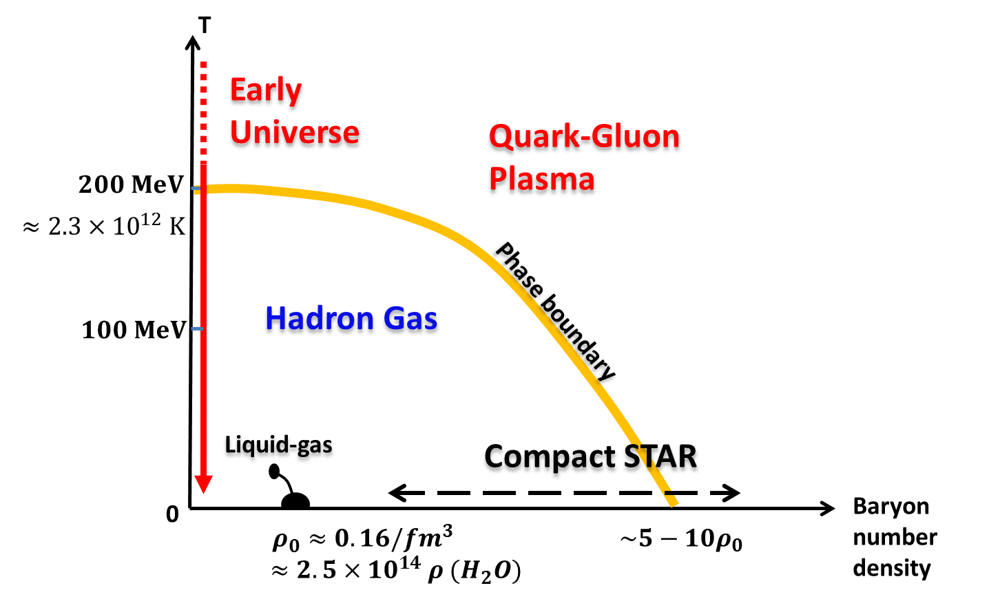 T
Early
Universe
Quark-Gluon
Plasma
200 MeV
≈ 2.3 × 10¹² K
Phase boundary
Hadron Gas
100 MeV
Liquid-gas
Compact STAR
0
Baryon
number
density
ρ₀ ≈ 0.16/fm³
~5 − 10ρ₀
≈ 2.5 × 10¹⁴ ρ (H₂O)